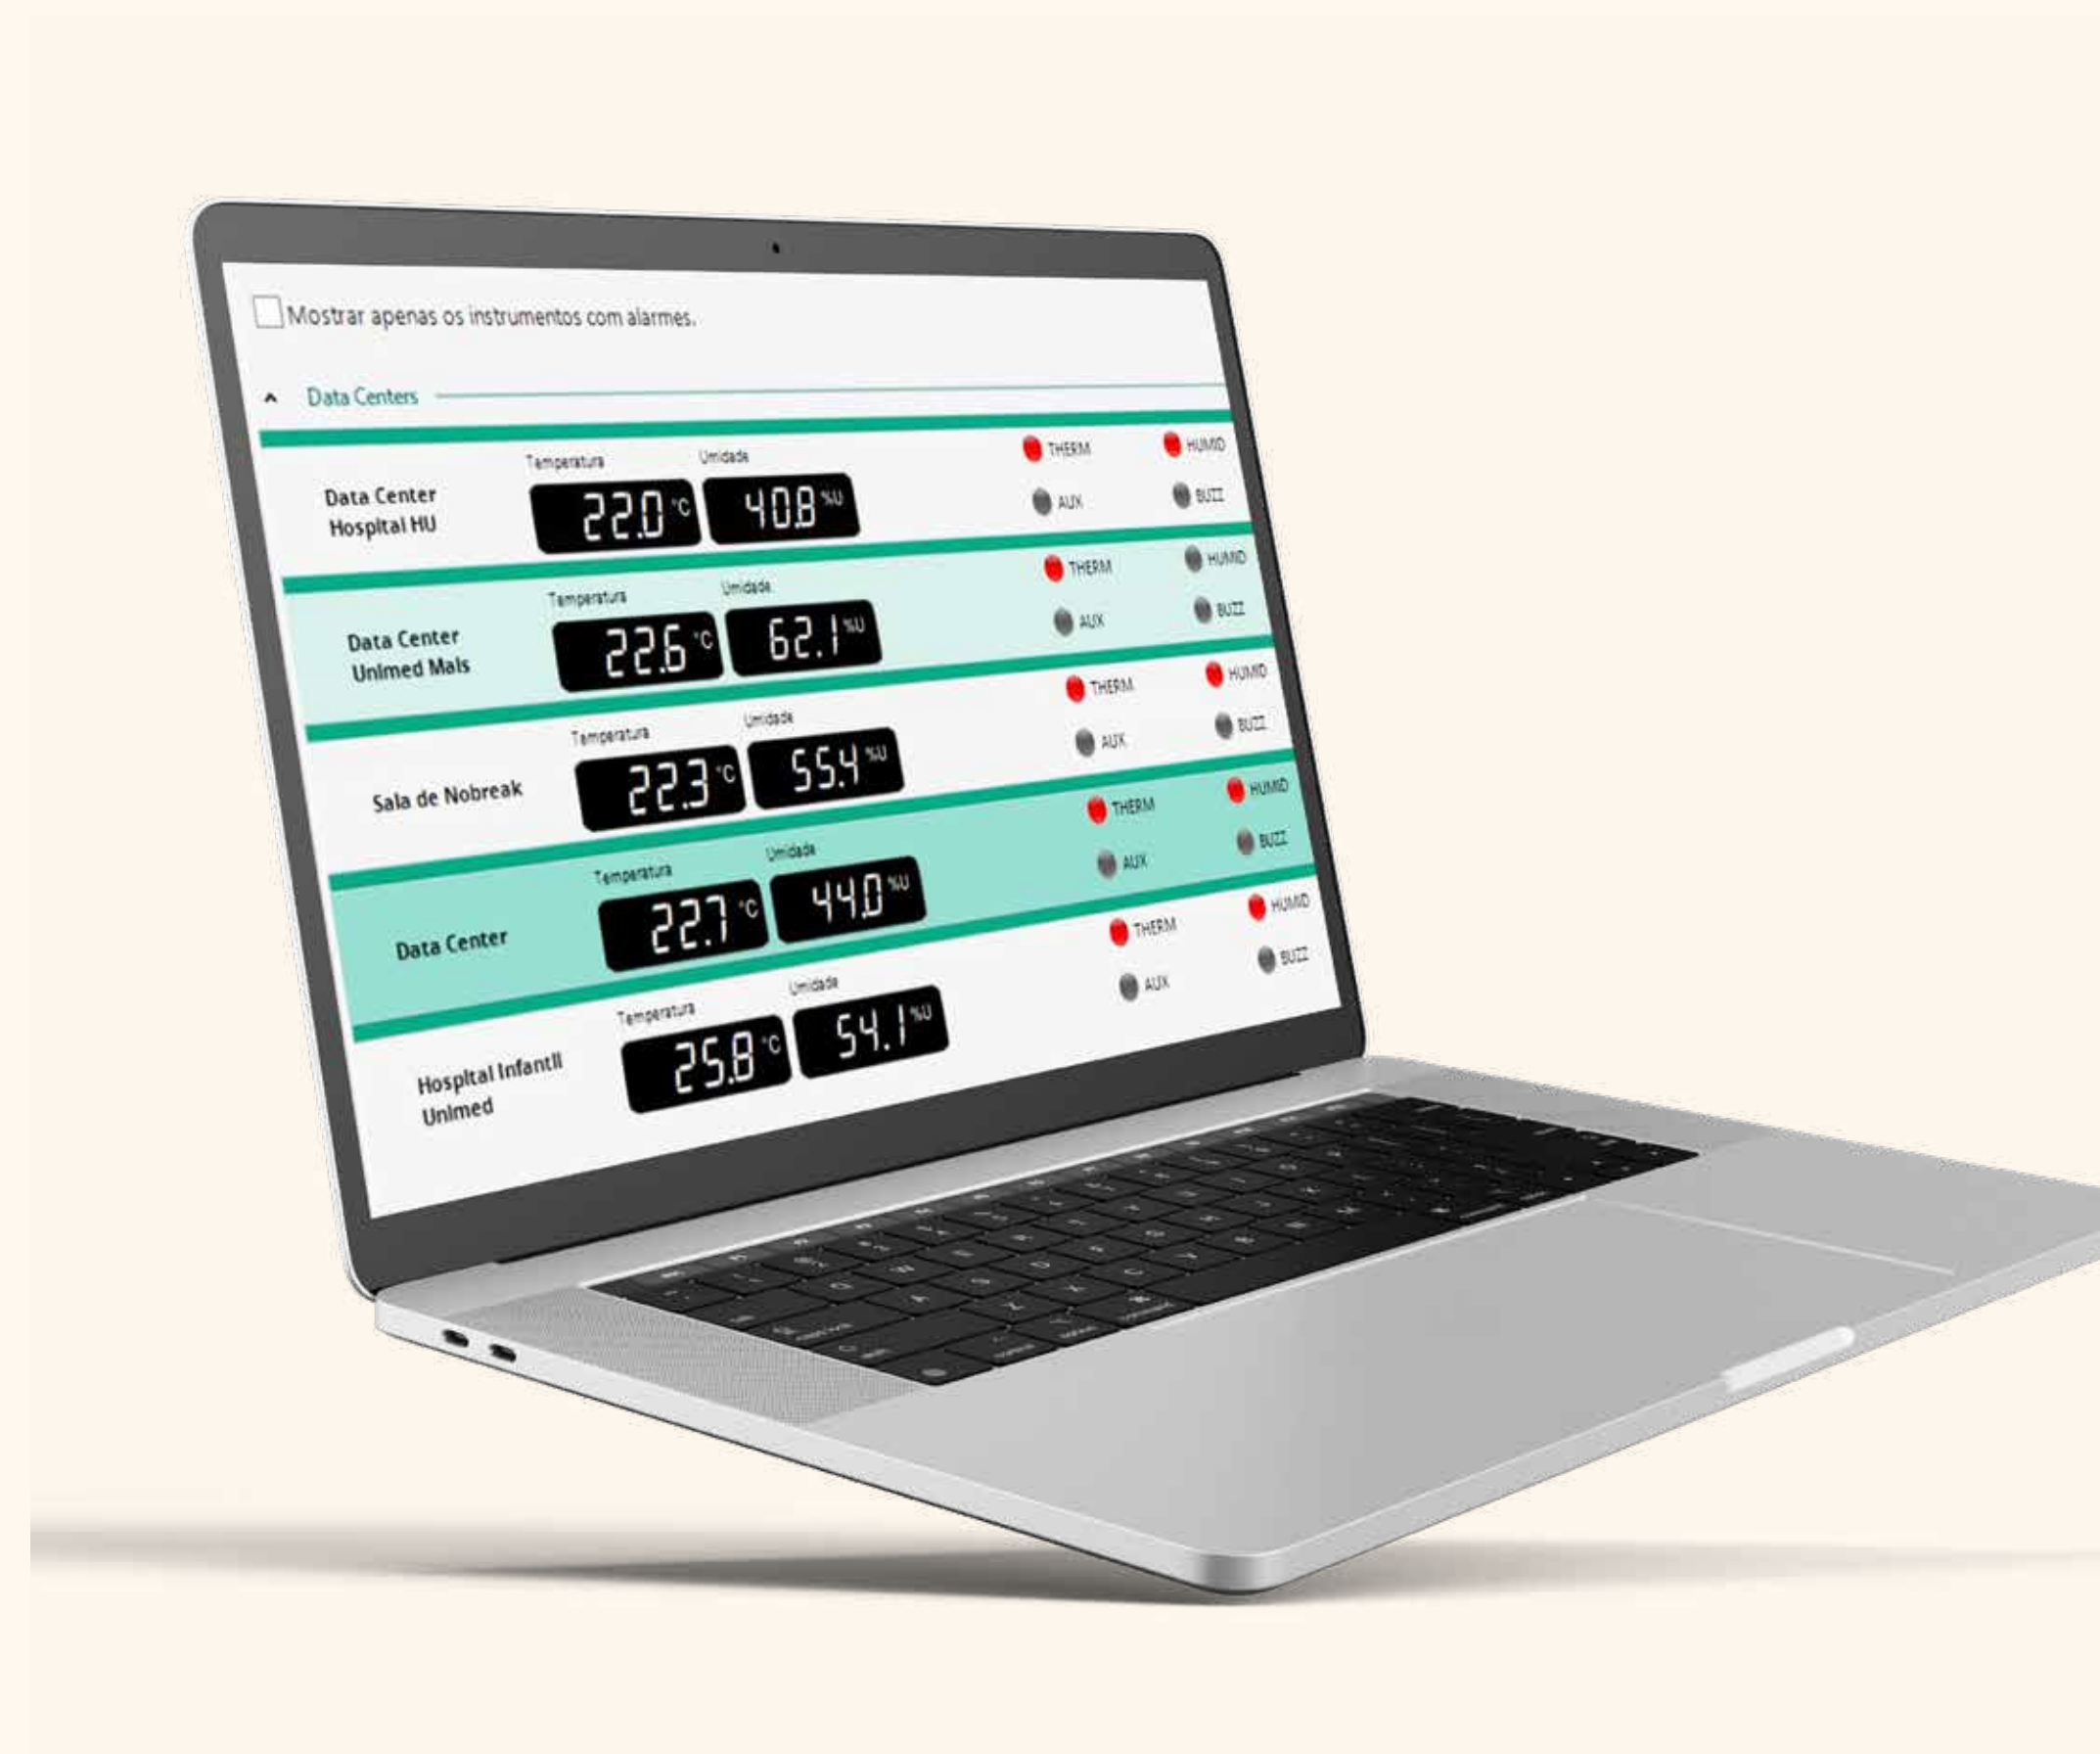 Mostrar apenas os instrumentos com alarmes.
Data Centers
Temperatura Umidade THERM HUMID
Data Center
Hospital HU
22.0 °C 40.8 %U
AUX BUZZ
Temperatura Umidade THERM HUMID
Data Center
Unimed Mais
22.6 °C 62.1 %U
AUX BUZZ
Temperatura Umidade THERM HUMID
Sala de Nobreak
22.3 °C 55.4 %U
AUX BUZZ
Temperatura Umidade THERM HUMID
Data Center
22.7 °C 44.0 %U
AUX BUZZ
Temperatura Umidade THERM HUMID
Hospital Infantil
Unimed
25.8 °C 54.1 %U
AUX BUZZ